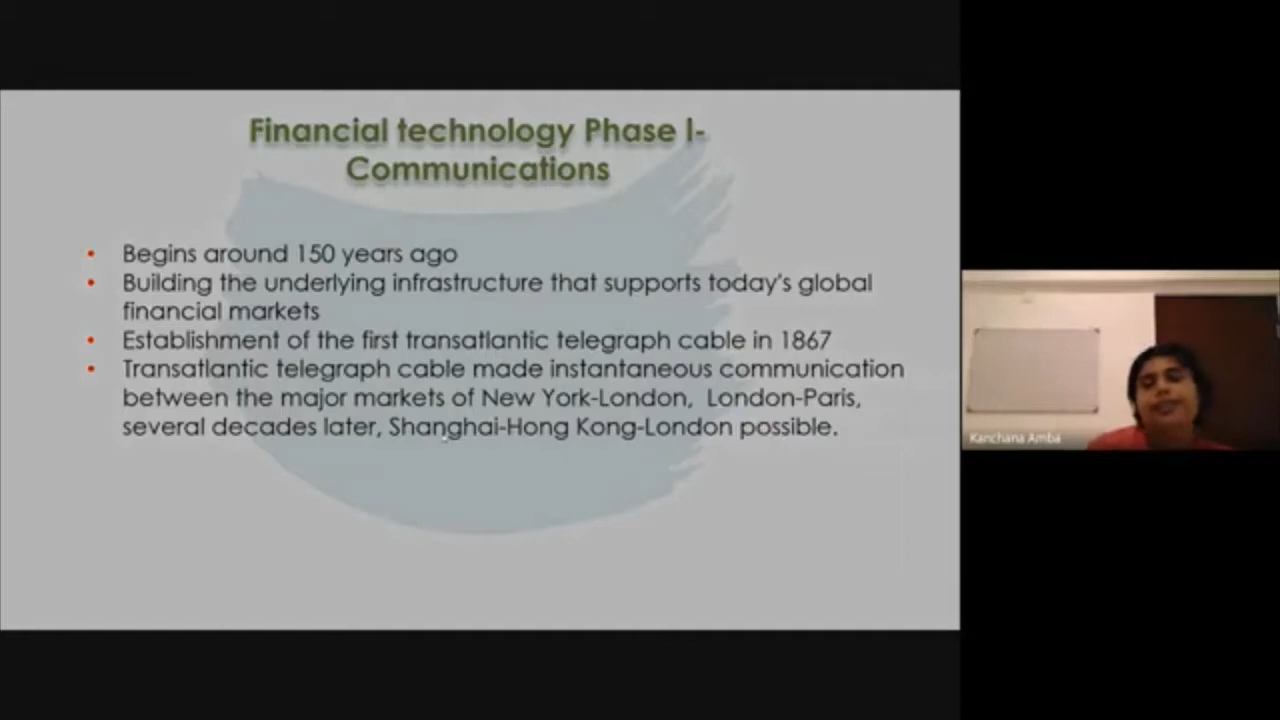 Financial technology Phase I-
Communications
• Begins around 150 years ago
• Building the underlying infrastructure that supports today's global
financial markets
• Establishment of the first transatlantic telegraph cable in 1867
• Transatlantic telegraph cable made instantaneous communication
between the major markets of New York-London, London-Paris,
several decades later, Shanghai-Hong Kong-London possible.
Kanchana Amba